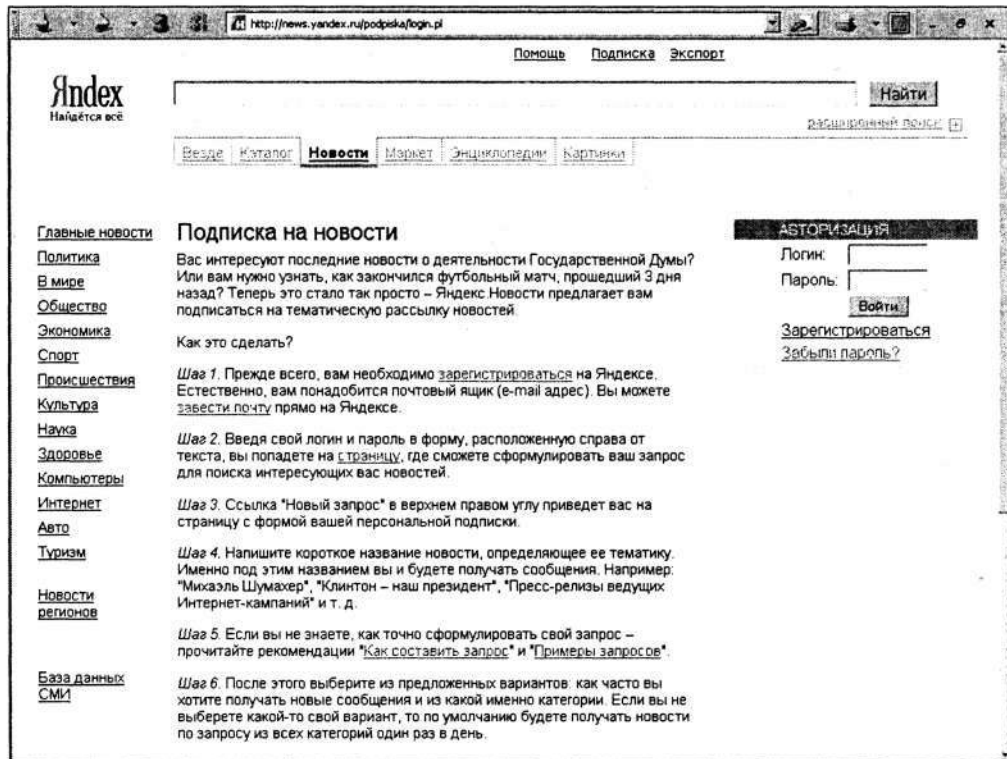 http://news.yandex.ru/podpiska/login.pl
Помощь Подписка Экспорт
Яndex
Найдётся всё
Найти
расширенный поиск
Везде Каталог Новости Маркет Энциклопедии Картинки
Главные новости
Политика
В мире
Общество
Экономика
Спорт
Происшествия
Культура
Наука
Здоровье
Компьютеры
Интернет
Авто
Туризм
Новости
регионов
База данных
СМИ
Подписка на новости
Вас интересуют последние новости о деятельности Государственной Думы?
Или вам нужно узнать, как закончился футбольный матч, прошедший 3 дня
назад? Теперь это стало так просто – Яндекс.Новости предлагает вам
подписаться на тематическую рассылку новостей.
Как это сделать?
Шаг 1. Прежде всего, вам необходимо зарегистрироваться на Яндексе.
Естественно, вам понадобится почтовый ящик (e-mail адрес). Вы можете
завести почту прямо на Яндексе.
Шаг 2. Введя свой логин и пароль в форму, расположенную справа от
текста, вы попадете на страницу, где сможете сформулировать ваш запрос
для поиска интересующих вас новостей.
Шаг 3. Ссылка "Новый запрос" в верхнем правом углу приведет вас на
страницу с формой вашей персональной подписки.
Шаг 4. Напишите короткое название новости, определяющее ее тематику.
Именно под этим названием вы и будете получать сообщения. Например:
"Михаэль Шумахер", "Клинтон – наш президент", "Пресс-релизы ведущих
Интернет-кампаний" и т. д.
Шаг 5. Если вы не знаете, как точно сформулировать свой запрос –
прочитайте рекомендации "Как составить запрос" и "Примеры запросов".
Шаг 6. После этого выберите из предложенных вариантов: как часто вы
хотите получать новые сообщения и из какой именно категории. Если вы не
выберете какой-то свой вариант, то по умолчанию будете получать новости
по запросу из всех категорий один раз в день.
АВТОРИЗАЦИЯ
Логин:
Пароль:
Войти
Зарегистрироваться
Забыли пароль?